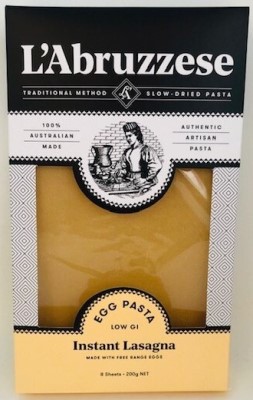 L'Abruzzese
TRADITIONAL METHOD
SLOW-DRIED PASTA
100%
AUSTRALIAN
MADE
AUTHENTIC
ARTISAN
PASTA
EGG PASTA
LOW GI
Instant Lasagna
MADE WITH FREE RANGE EGGS
8 Sheets • 200g NET